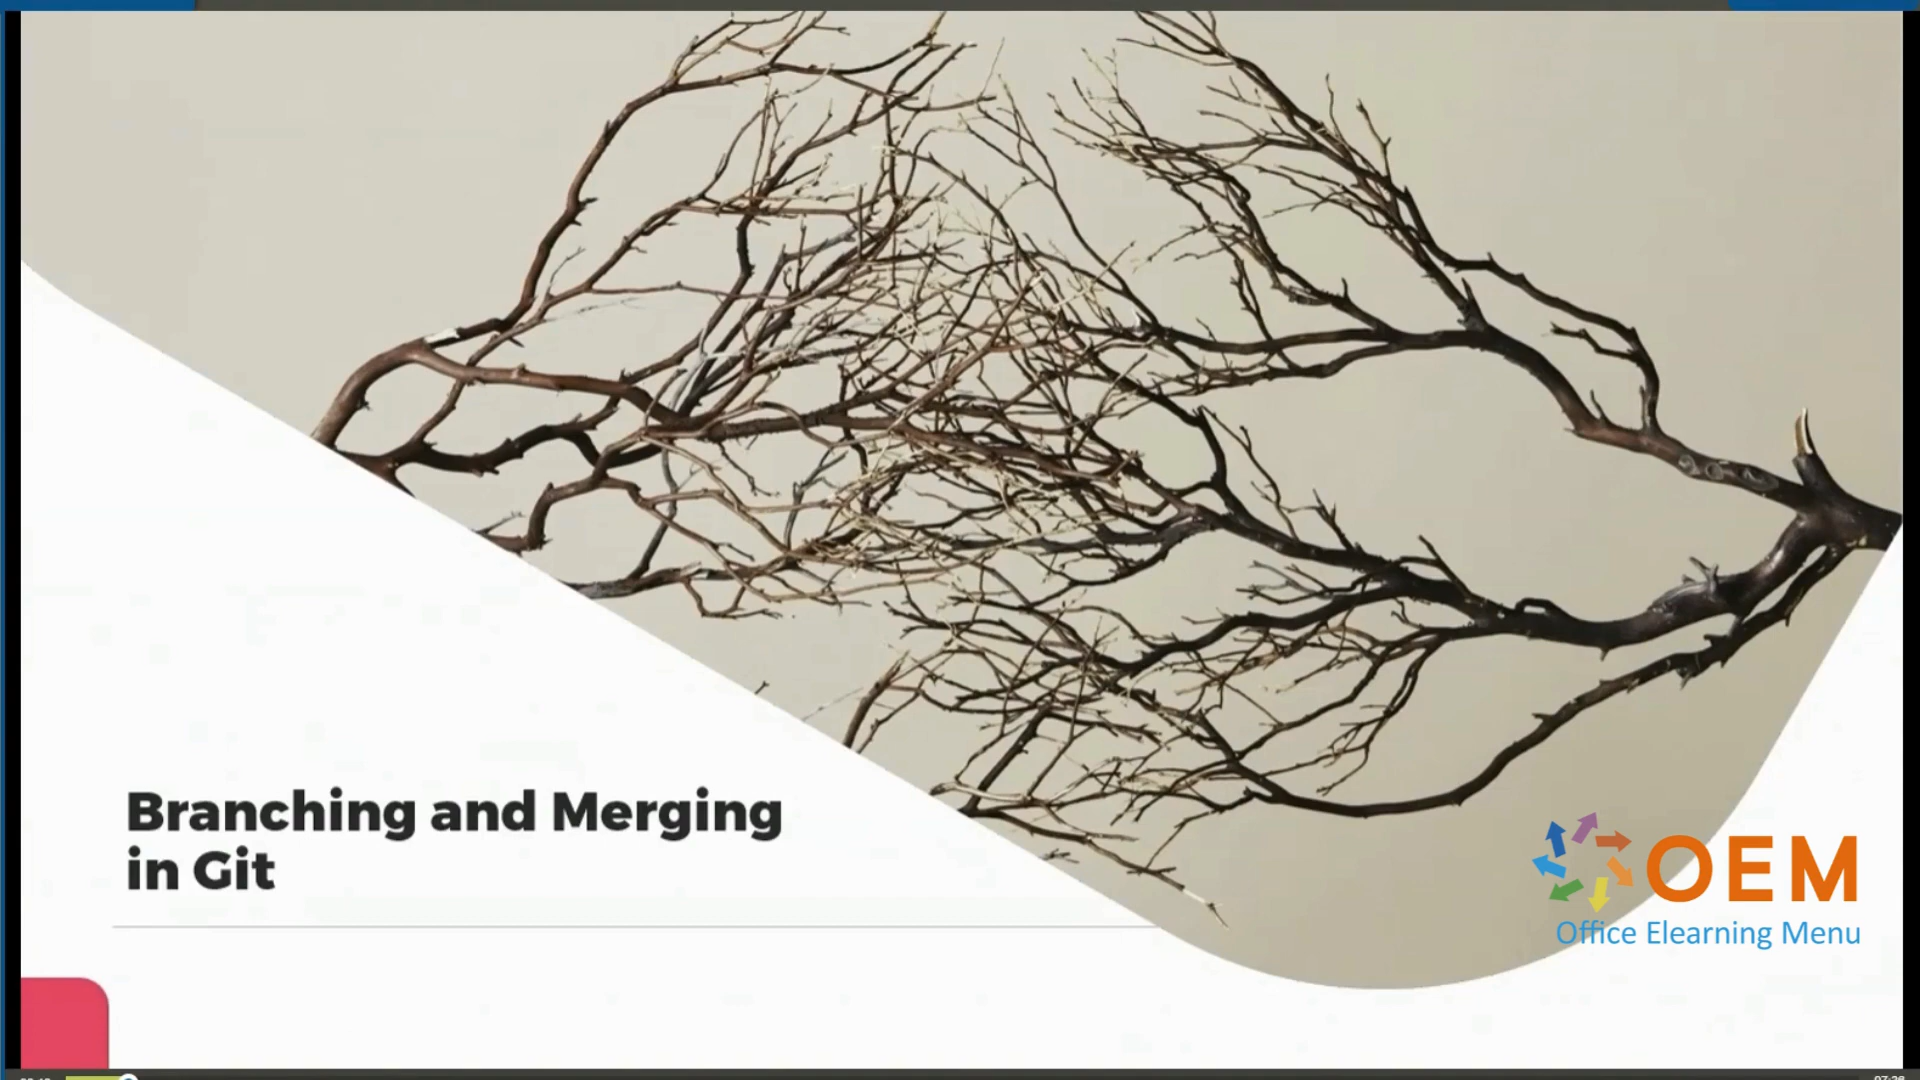 Branching and Merging
in Git
OEM
Office Elearning Menu